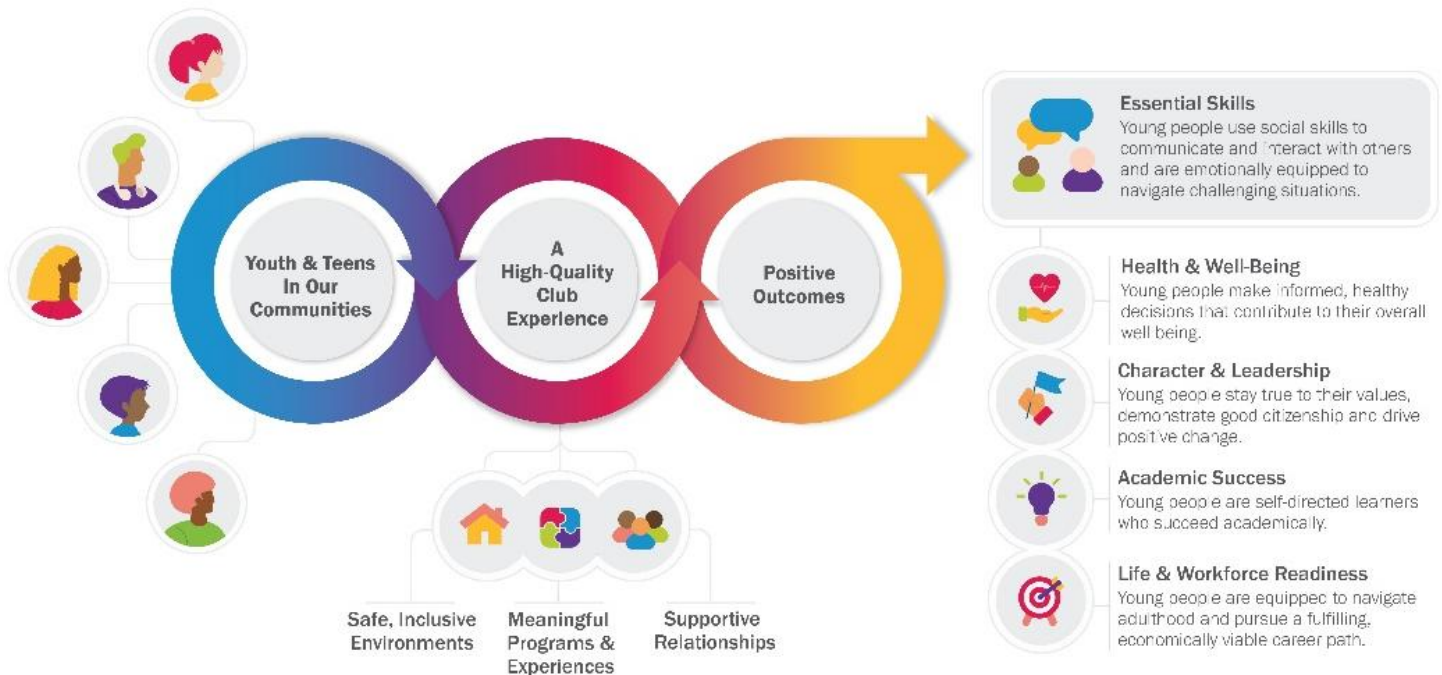 Youth & Teens
In Our
Communities
A
High-Quality
Club
Experience
Positive
Outcomes
Safe, Inclusive
Environments
Meaningful
Programs &
Experiences
Supportive
Relationships
Essential Skills
Young people use social skills to
communicate and interact with others
and are emotionally equipped to
navigate challenging situations.
Health & Well-Being
Young people make informed, healthy
decisions that contribute to their overall
well being.
Character & Leadership
Young people stay true to their values,
demonstrate good citizenship and drive
positive change.
Academic Success
Young people are self-directed learners
who succeed academically.
Life & Workforce Readiness
Young people are equipped to navigate
adulthood and pursue a fulfilling,
economically viable career path.